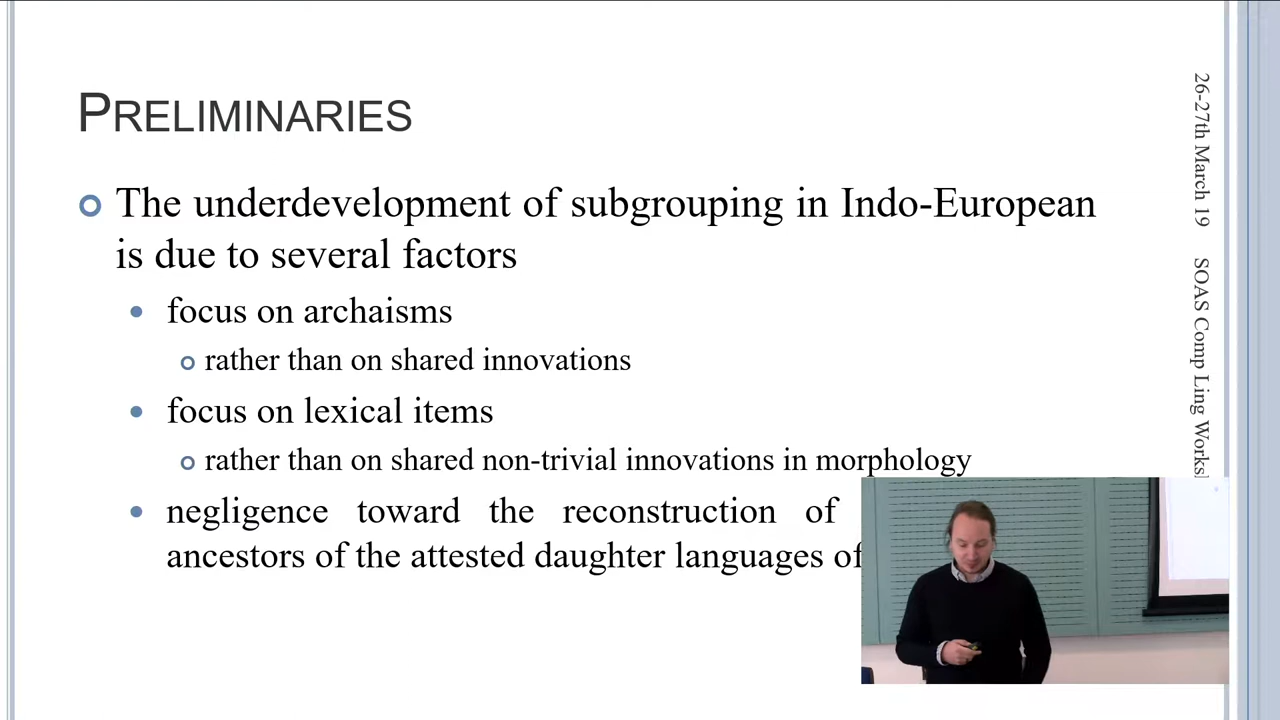 PRELIMINARIES
The underdevelopment of subgrouping in Indo-European
is due to several factors
focus on archaisms
rather than on shared innovations
focus on lexical items
rather than on shared non-trivial innovations in morphology
negligence toward the reconstruction of
ancestors of the attested daughter languages of
26-27th March 19 SOAS Comp Ling